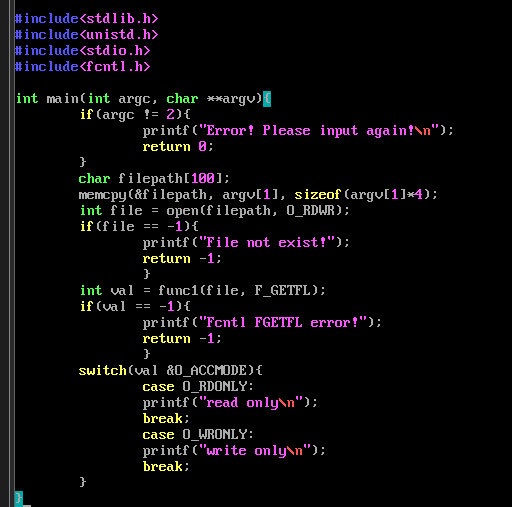 #include<stdlib.h>
#include<unistd.h>
#include<stdio.h>
#include<fcntl.h>
int main(int argc, char **argv){
if(argc != 2){
printf("Error! Please input again!\n");
return 0;
}
char filepath[100];
memcpy(&filepath, argv[1], sizeof(argv[1]*4);
int file = open(filepath, O_RDWR);
if(file == -1){
printf("File not exist!");
return -1;
}
int val = func1(file, F_GETFL);
if(val == -1){
printf("Fcntl FGETFL error!");
return -1;
}
switch(val &O_ACCMODE){
case O_RDONLY:
printf("read only\n");
break;
case O_WRONLY:
printf("write only\n");
break;
}
}